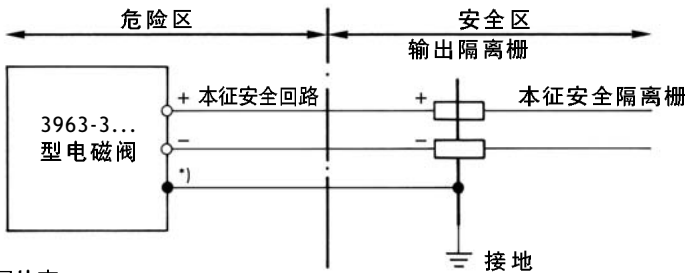 危险区
安全区
输出隔离栅
+ 本征安全回路
+
本征安全隔离栅
3963-3...
型电磁阀
−
−
*)
接地